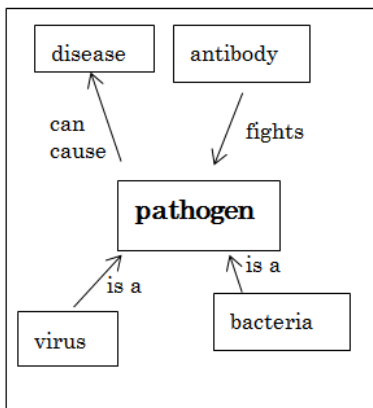 disease
antibody
can
cause
fights
pathogen
is a
is a
virus
bacteria